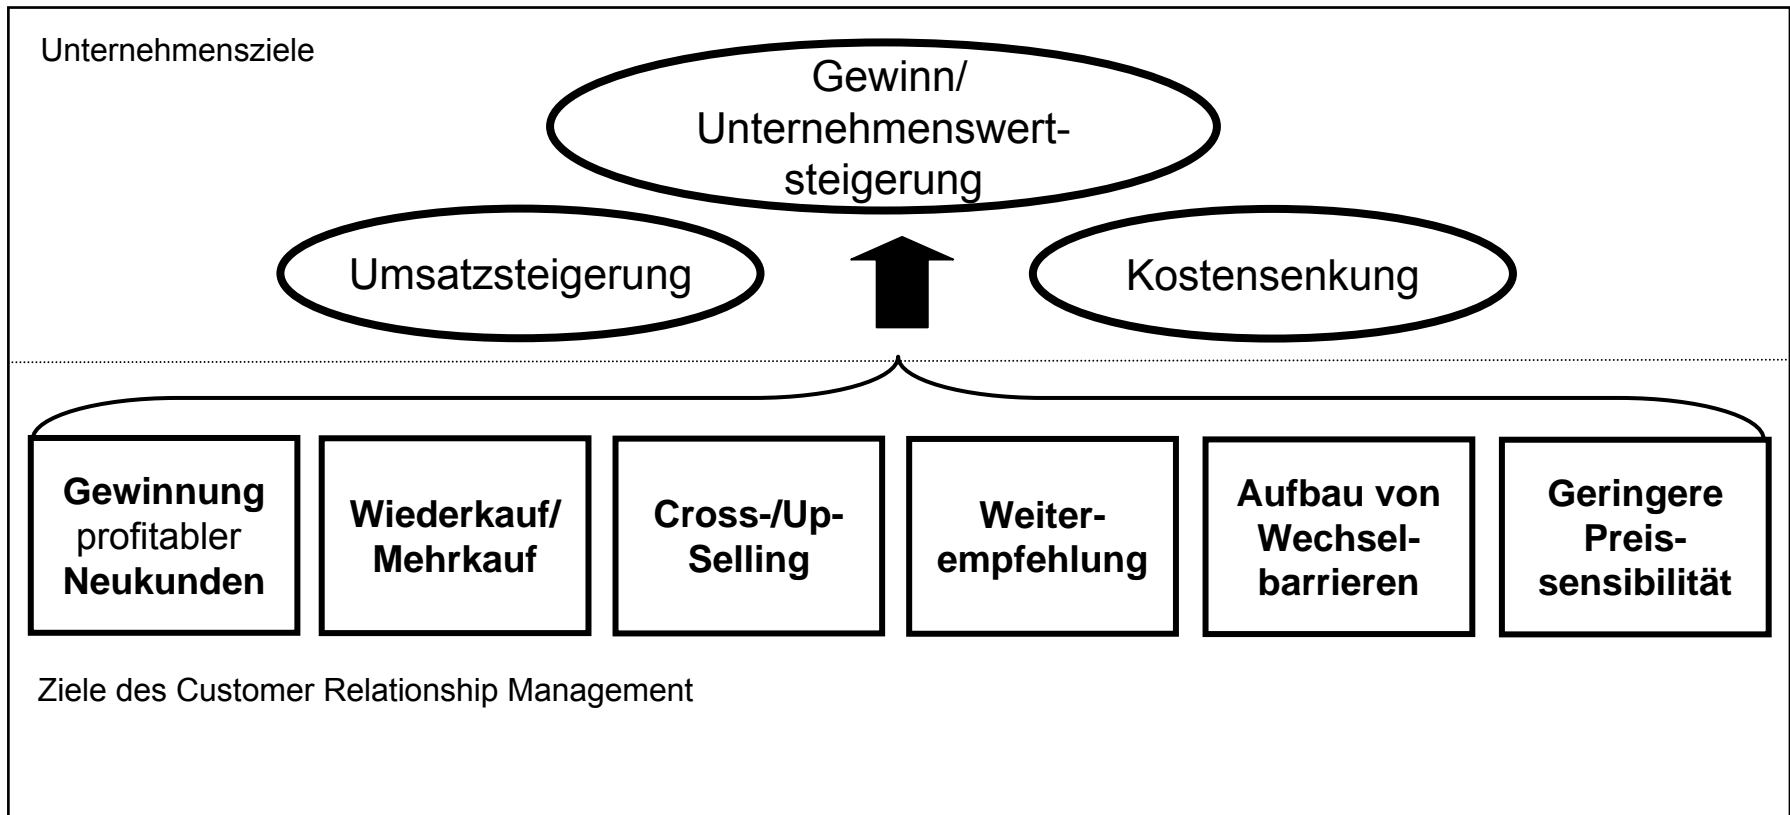 Unternehmensziele
Gewinn/
Unternehmenswert-
steigerung
Umsatzsteigerung
Kostensenkung
Gewinnung
profitabler
Neukunden
Wiederkauf/
Mehrkauf
Cross-/Up-
Selling
Weiter-
empfehlung
Aufbau von
Wechsel-
barrieren
Geringere
Preis-
sensibilität
Ziele des Customer Relationship Management